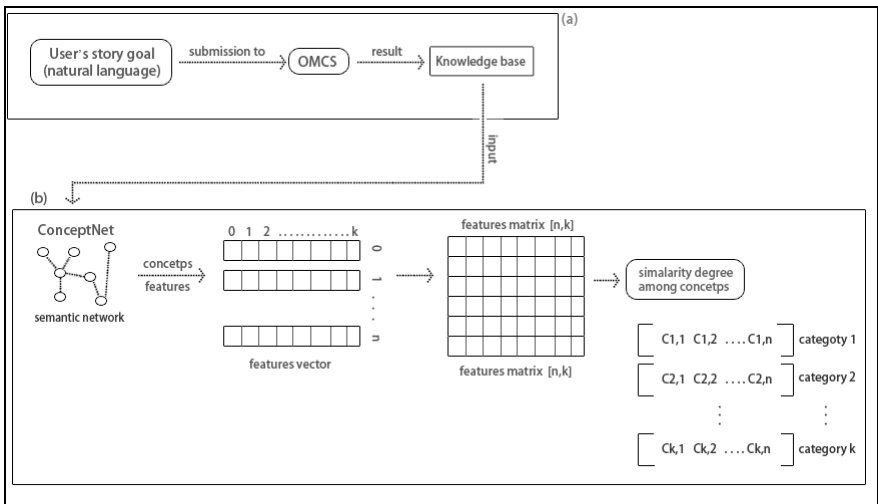 (a)
User's story goal
(natural language)
submission to
OMCS
result
Knowledge base
input
(b)
ConceptNet
semantic network
concetps
features
0 1 2 ............. k
0
1
. . .
n
features vector
features matrix [n,k]
features matrix [n,k]
simalarity degree
among concetps
C1,1 C1,2 .... C1,n categoty 1
C2,1 C2,2 .... C2,n category 2
Ck,1 Ck,2 .... Ck,n category k